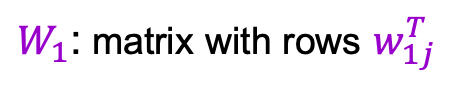 W₁: matrix with rows w₁ⱼᵀ